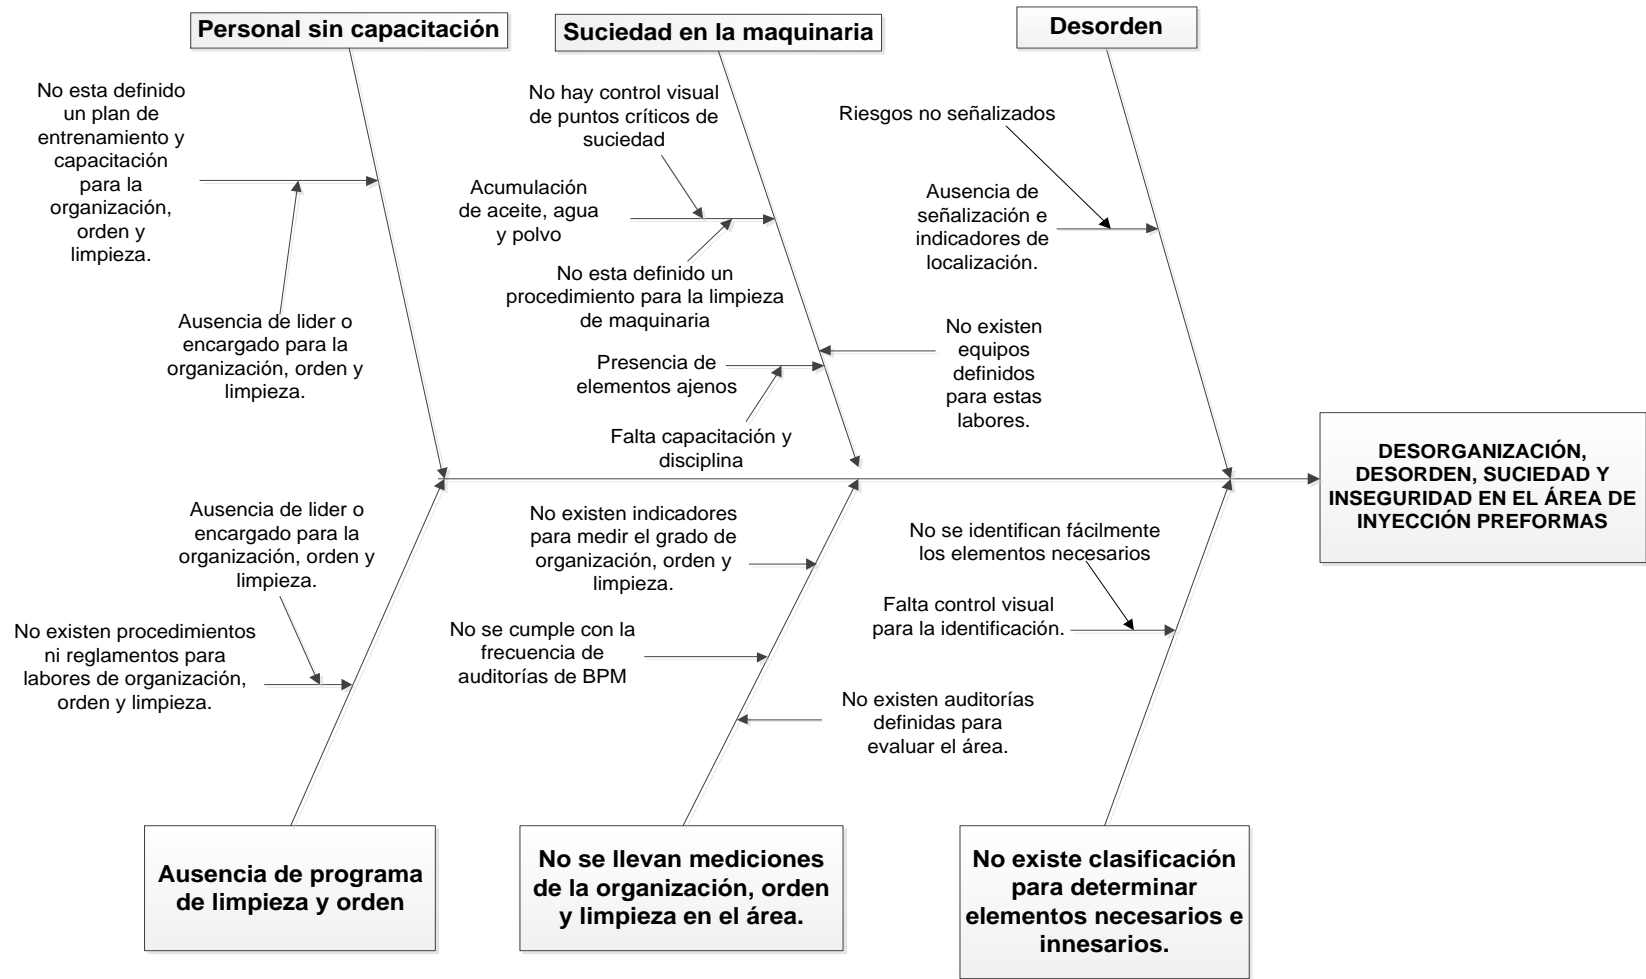 Personal sin capacitación
Suciedad en la maquinaria
Desorden
No esta definido
un plan de
entrenamiento y
capacitación
para la
organización,
orden y
limpieza.
Ausencia de lider o
encargado para la
organización, orden y
limpieza.
No hay control visual
de puntos críticos de
suciedad
Acumulación
de aceite, agua
y polvo
No esta definido un
procedimiento para la limpieza
de maquinaria
Presencia de
elementos ajenos
Falta capacitación y
disciplina
No existen
equipos
definidos
para estas
labores.
Riesgos no señalizados
Ausencia de
señalización e
indicadores de
localización.
DESORGANIZACIÓN,
DESORDEN, SUCIEDAD Y
INSEGURIDAD EN EL ÁREA DE
INYECCIÓN PREFORMAS
Ausencia de lider o
encargado para la
organización, orden y
limpieza.
No existen procedimientos
ni reglamentos para
labores de organización,
orden y limpieza.
No existen indicadores
para medir el grado de
organización, orden y
limpieza.
No se cumple con la
frecuencia de
auditorías de BPM
No existen auditorías
definidas para
evaluar el área.
No se identifican fácilmente
los elementos necesarios
Falta control visual
para la identificación.
Ausencia de programa
de limpieza y orden
No se llevan mediciones
de la organización, orden
y limpieza en el área.
No existe clasificación
para determinar
elementos necesarios e
innesarios.